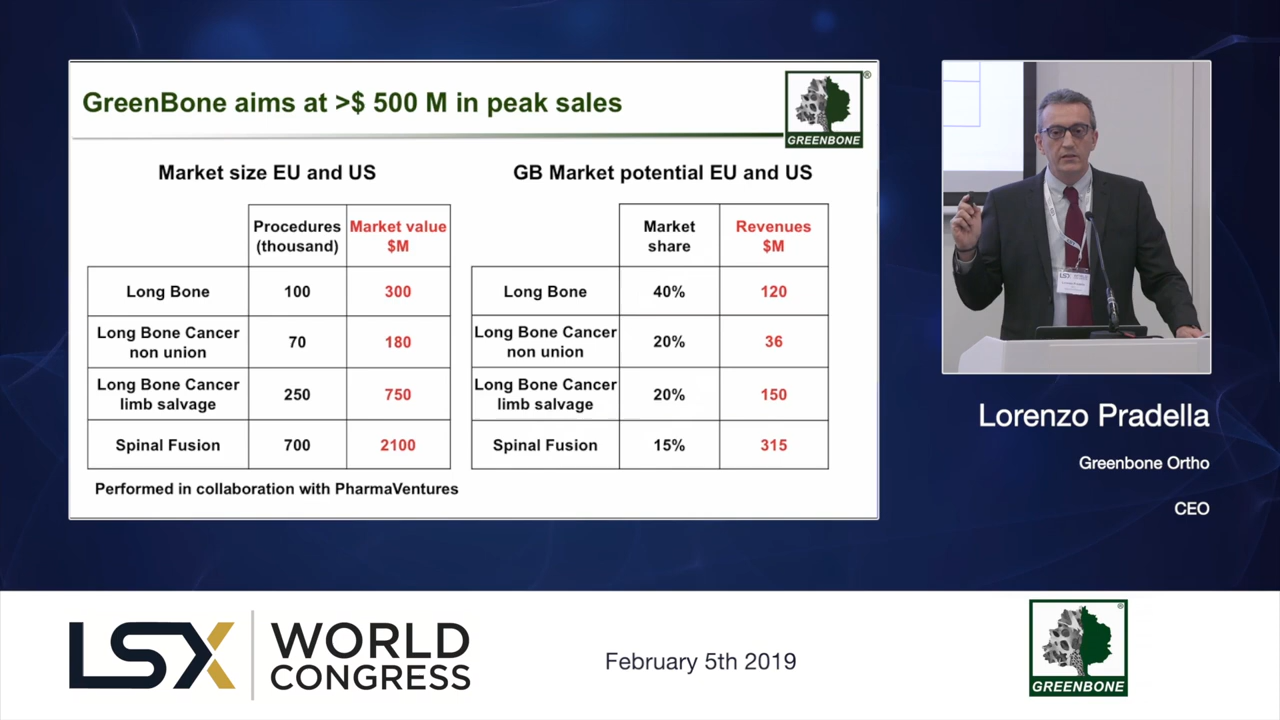 GreenBone aims at >$ 500 M in peak sales
®
GREENBONE
Market size EU and US
Procedures (thousand)
Market value $M
Long Bone 100 300
Long Bone Cancer non union 70 180
Long Bone Cancer limb salvage 250 750
Spinal Fusion 700 2100
Performed in collaboration with PharmaVentures
GB Market potential EU and US
Market share
Revenues $M
Long Bone 40% 120
Long Bone Cancer non union 20% 36
Long Bone Cancer limb salvage 20% 150
Spinal Fusion 15% 315
LSX
Lorenzo Pradella
Greenbone Ortho
CEO
LSX WORLD
CONGRESS
February 5th 2019
®
GREENBONE